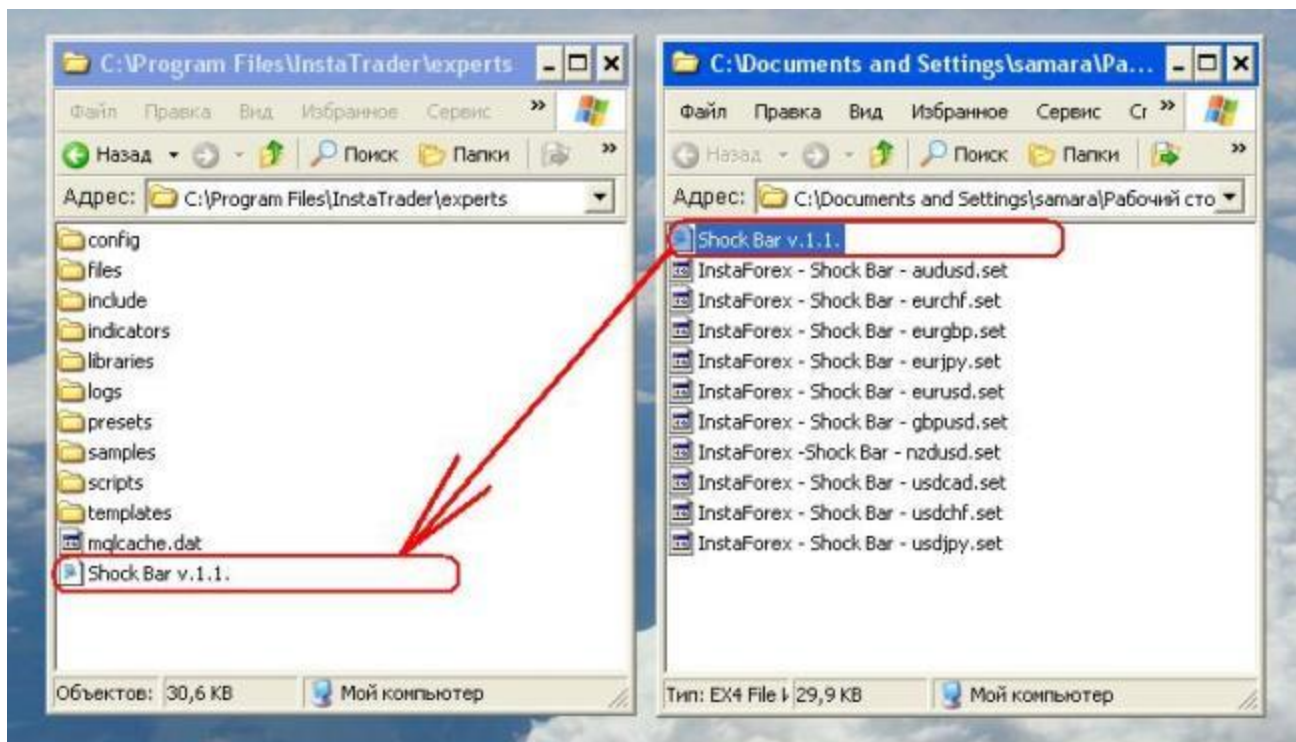 C:\Program Files\InstaTrader\experts
Файл Правка Вид Избранное Сервис »
Назад Поиск Папки »
Адрес: C:\Program Files\InstaTrader\experts
config
files
include
indicators
libraries
logs
presets
samples
scripts
templates
mqlcache.dat
Shock Bar v.1.1.
Объектов: 30,6 KB Мой компьютер
C:\Documents and Settings\samara\Ра...
Файл Правка Вид Избранное Сервис Сг »
Назад Поиск Папки »
Адрес: C:\Documents and Settings\samara\Рабочий сто
Shock Bar v.1.1.
InstaForex - Shock Bar - audusd.set
InstaForex - Shock Bar - eurchf.set
InstaForex - Shock Bar - eurgbp.set
InstaForex - Shock Bar - eurjpy.set
InstaForex - Shock Bar - eurusd.set
InstaForex - Shock Bar - gbpusd.set
InstaForex -Shock Bar - nzdusd.set
InstaForex - Shock Bar - usdcad.set
InstaForex - Shock Bar - usdchf.set
InstaForex - Shock Bar - usdjpy.set
Тип: EX4 File 29,9 KB Мой компьютер